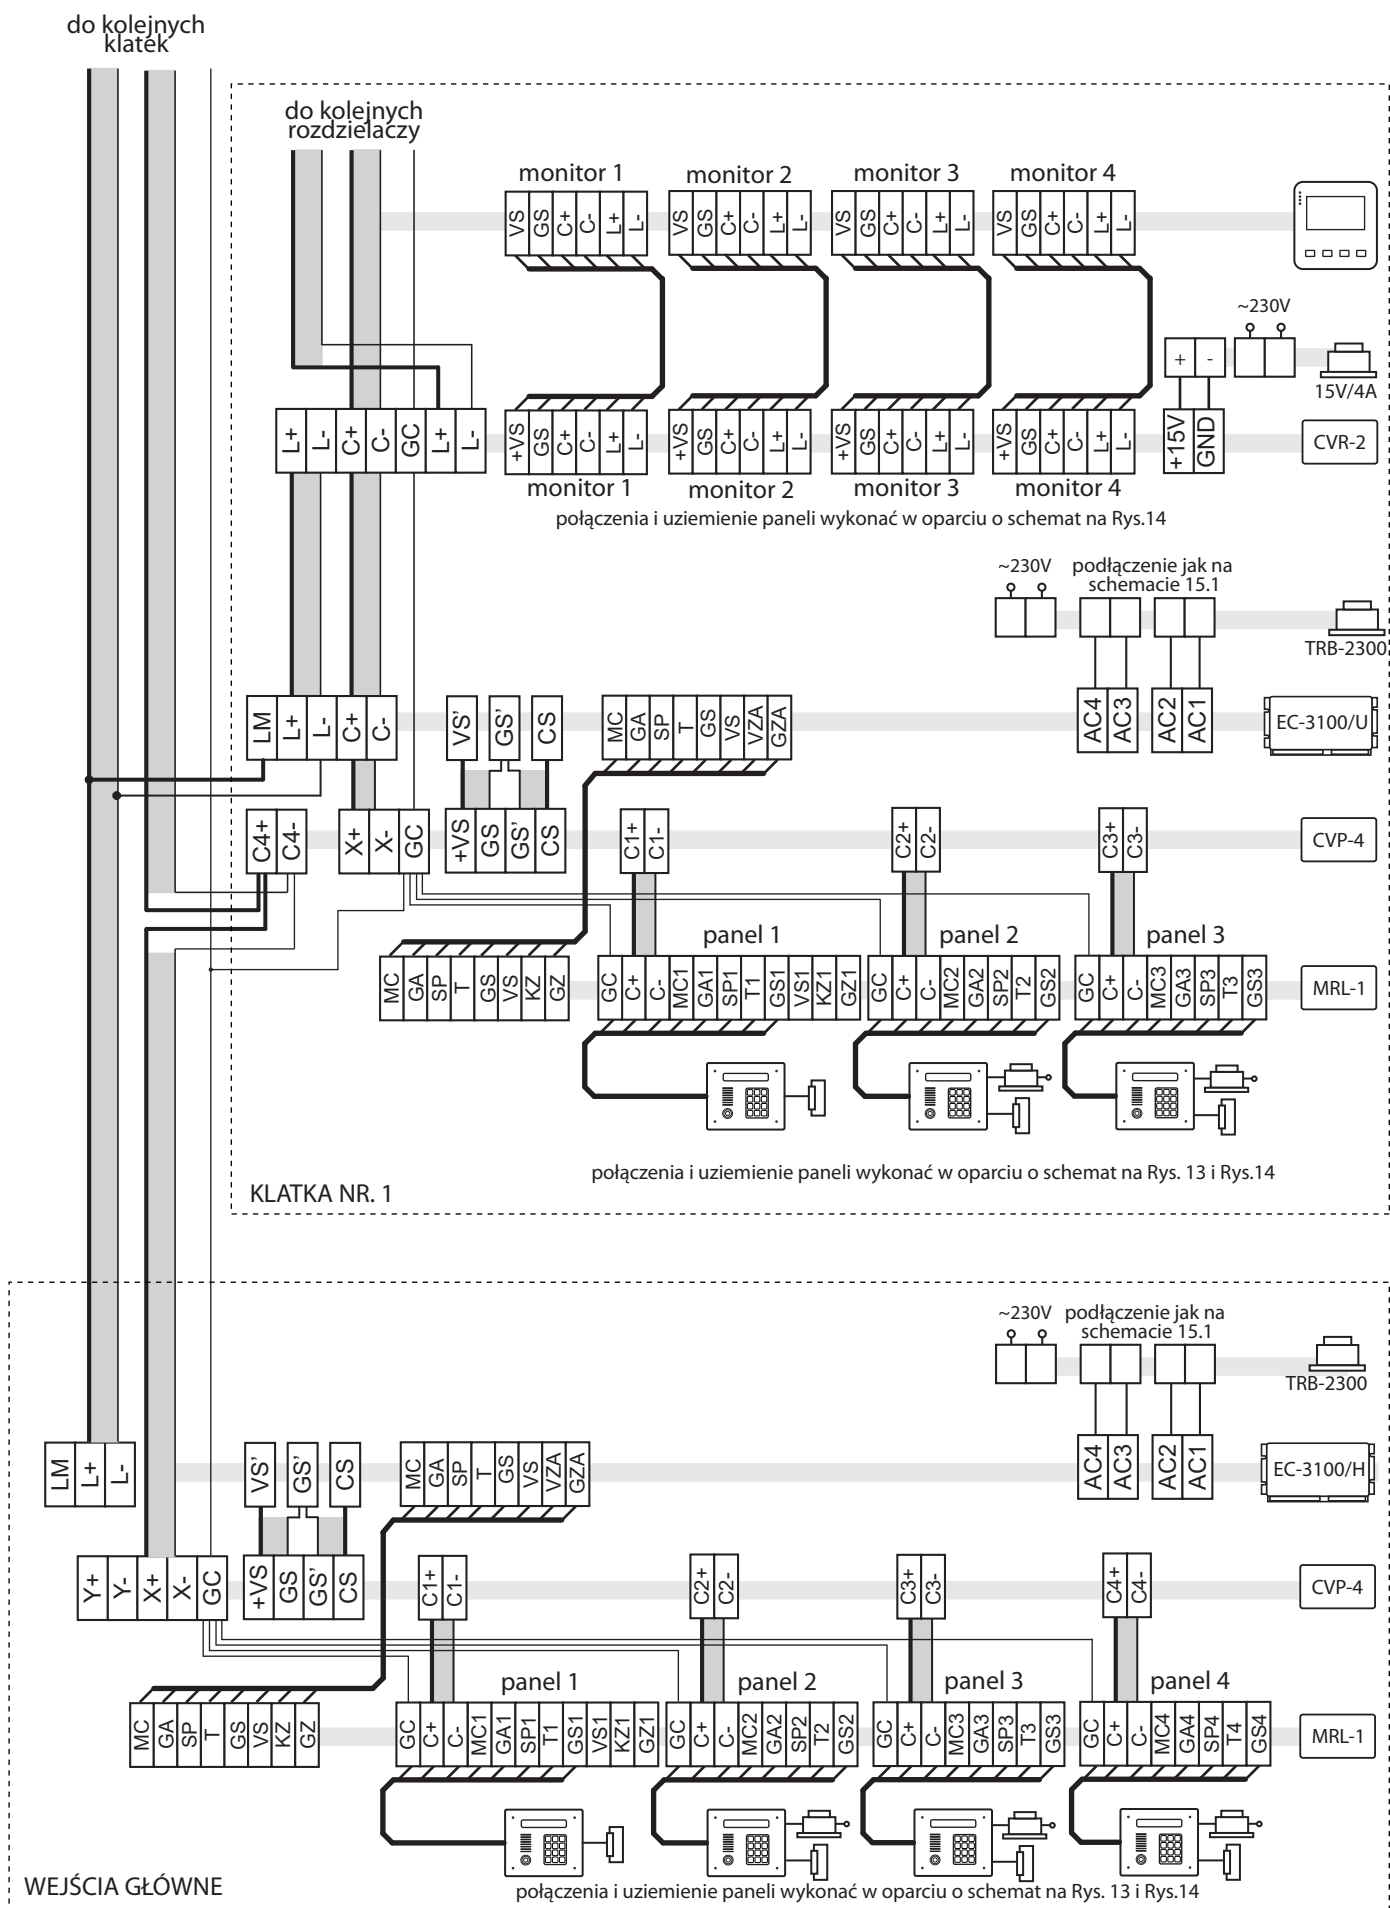 do kolejnych
klatek
do kolejnych
rozdzielaczy
monitor 1 monitor 2 monitor 3 monitor 4
VS GS C+ C- L+ L- VS GS C+ C- L+ L- VS GS C+ C- L+ L- VS GS C+ C- L+ L-
~230V
+ -
15V/4A
L+ L- C+ C- GC L+ L- +VS GS C+ C- L+ L- +VS GS C+ C- L+ L- +VS GS C+ C- L+ L- +VS GS C+ C- L+ L- +15V GND CVR-2
monitor 1 monitor 2 monitor 3 monitor 4
połączenia i uziemienie paneli wykonać w oparciu o schemat na Rys.14
~230V podłączenie jak na
schemacie 15.1
TRB-2300
LM L+ L- C+ C- VS' GS' CS MC GA SP T GS VS VZA GZA AC4 AC3 AC2 AC1 EC-3100/U
C4+ C4- X+ X- GC +VS GS GS' CS C1+ C1- C2+ C2- C3+ C3- CVP-4
panel 1 panel 2 panel 3
MC GA SP T GS VS KZ GZ GC C+ C- MC1 GA1 SP1 T1 GS1 VS1 KZ1 GZ1 GC C+ C- MC2 GA2 SP2 T2 GS2 GC C+ C- MC3 GA3 SP3 T3 GS3 MRL-1
połączenia i uziemienie paneli wykonać w oparciu o schemat na Rys. 13 i Rys.14
KLATKA NR. 1
~230V podłączenie jak na
schemacie 15.1
TRB-2300
LM L+ L- VS' GS' CS MC GA SP T GS VS VZA GZA AC4 AC3 AC2 AC1 EC-3100/H
Y+ Y- X+ X- GC +VS GS GS' CS C1+ C1- C2+ C2- C3+ C3- C4+ C4- CVP-4
panel 1 panel 2 panel 3 panel 4
MC GA SP T GS VS KZ GZ GC C+ C- MC1 GA1 SP1 T1 GS1 VS1 KZ1 GZ1 GC C+ C- MC2 GA2 SP2 T2 GS2 GC C+ C- MC3 GA3 SP3 T3 GS3 GC C+ C- MC4 GA4 SP4 T4 GS4 MRL-1
WEJŚCIA GŁÓWNE
połączenia i uziemienie paneli wykonać w oparciu o schemat na Rys. 13 i Rys.14